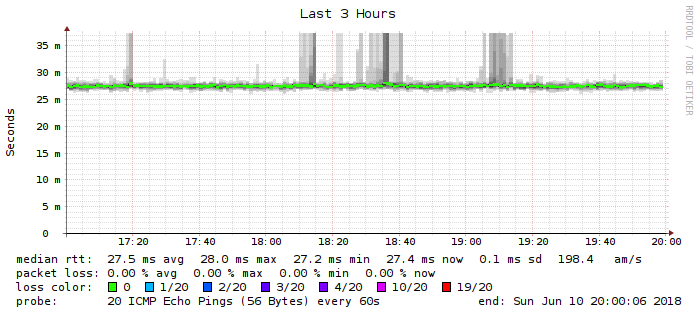 Last 3 Hours
RRDTOOL / TOBI OETIKER
Seconds
35 m
30 m
25 m
20 m
15 m
10 m
5 m
0
17:20 17:40 18:00 18:20 18:40 19:00 19:20 19:40 20:00
median rtt: 27.5 ms avg 28.0 ms max 27.2 ms min 27.4 ms now 0.1 ms sd 198.4 am/s
packet loss: 0.00 % avg 0.00 % max 0.00 % min 0.00 % now
loss color: 0 1/20 2/20 3/20 4/20 10/20 19/20
probe: 20 ICMP Echo Pings (56 Bytes) every 60s end: Sun Jun 10 20:00:06 2018